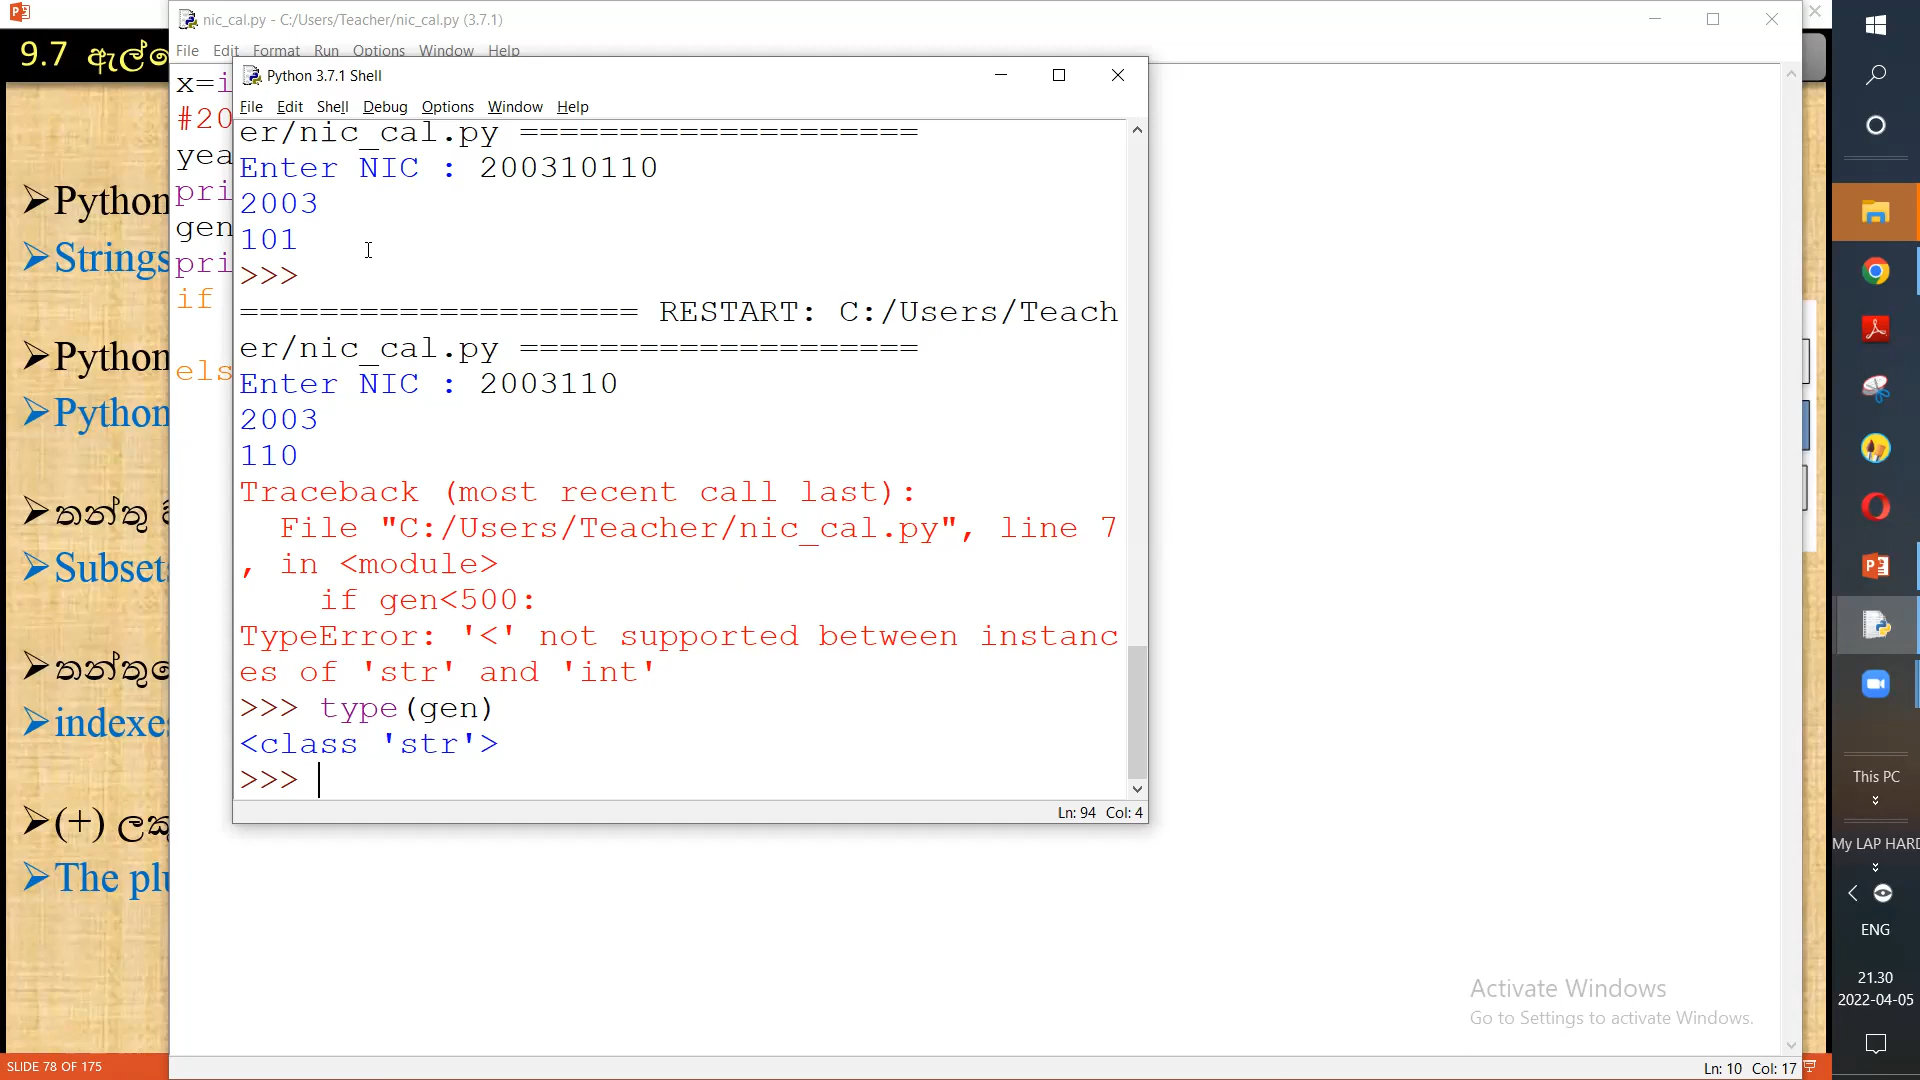 nic_cal.py - C:/Users/Teacher/nic_cal.py (3.7.1)
File Edit Format Run Options Window Help
9.7
x=i
#20
yea
pri
gen
pri
if
els
Python 3.7.1 Shell
File Edit Shell Debug Options Window Help
er/nic_cal.py ====================
Enter NIC : 200310110
2003
101
>>>
==================== RESTART: C:/Users/Teach
er/nic_cal.py ====================
Enter NIC : 2003110
2003
110
Traceback (most recent call last):
  File "C:/Users/Teacher/nic_cal.py", line 7
, in <module>
    if gen<500:
TypeError: '<' not supported between instanc
es of 'str' and 'int'
>>> type(gen)
<class 'str'>
>>>
Ln: 94 Col: 4
➢Python
➢Strings
➢Python
➢Python
➢තන්තු
➢Subset
➢තන්තු
➢indexe
➢(+) ලකු
➢The pl
Activate Windows
Go to Settings to activate Windows.
SLIDE 78 OF 175
Ln: 10 Col: 17
This PC
My LAP HARD
ENG
21.30
2022-04-05